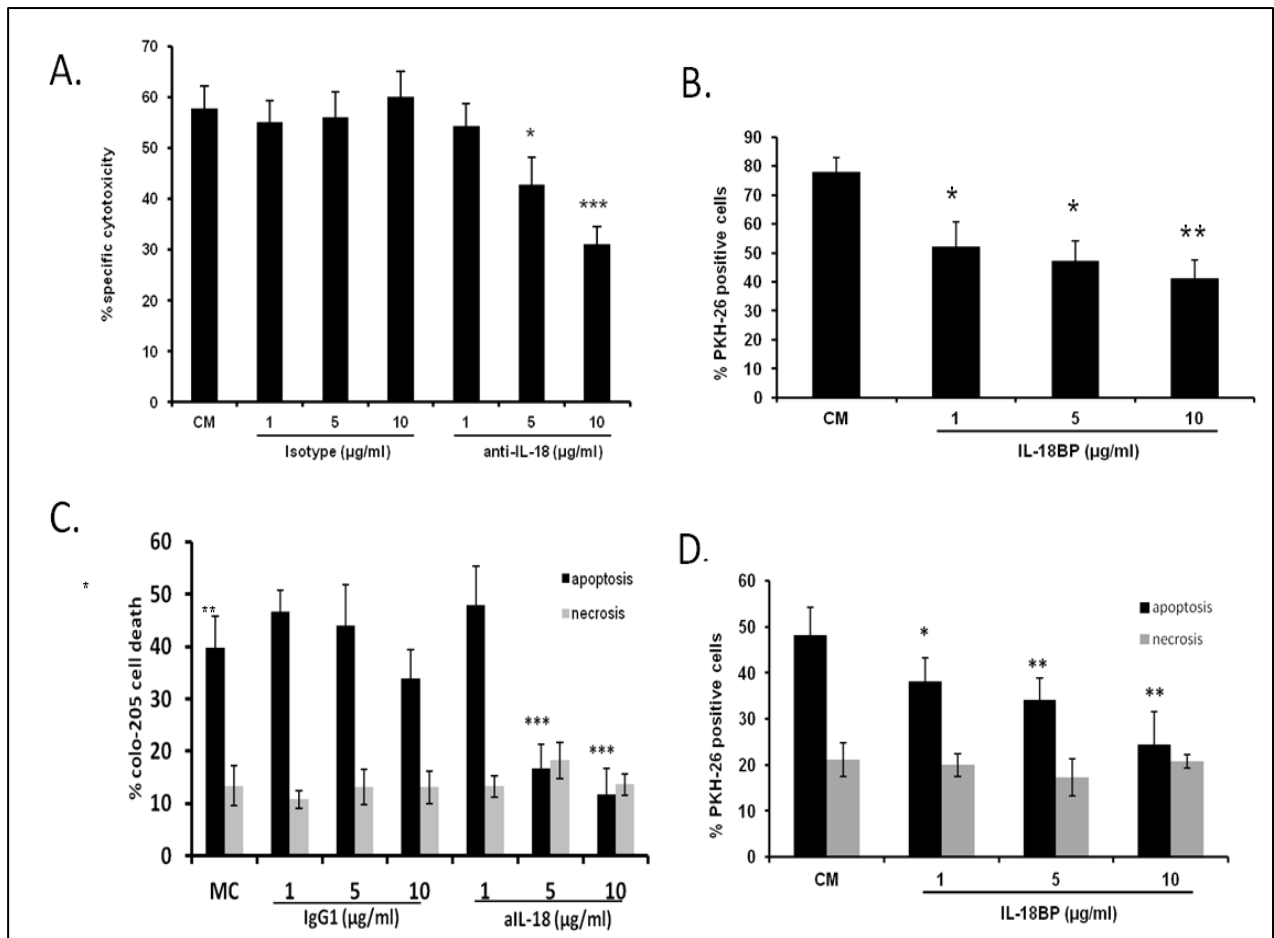 A.
70
60
50
40
30
20
10
0
% specific cytotoxicity
*
***
CM 1 5 10 1 5 10
Isotype (µg/ml) anti-IL-18 (µg/ml)
B.
90
80
70
60
50
40
30
20
10
0
% PKH-26 positive cells
*
*
**
CM 1 5 10
IL-18BP (µg/ml)
C.
*
60
50
40
30
20
10
0
% colo-205 cell death
apoptosis
necrosis
**
***
***
MC 1 5 10 1 5 10
IgG1 (µg/ml) aIL-18 (µg/ml)
D.
60
50
40
30
20
10
0
% PKH-26 positive cells
apoptosis
necrosis
*
**
**
CM 1 5 10
IL-18BP (µg/ml)